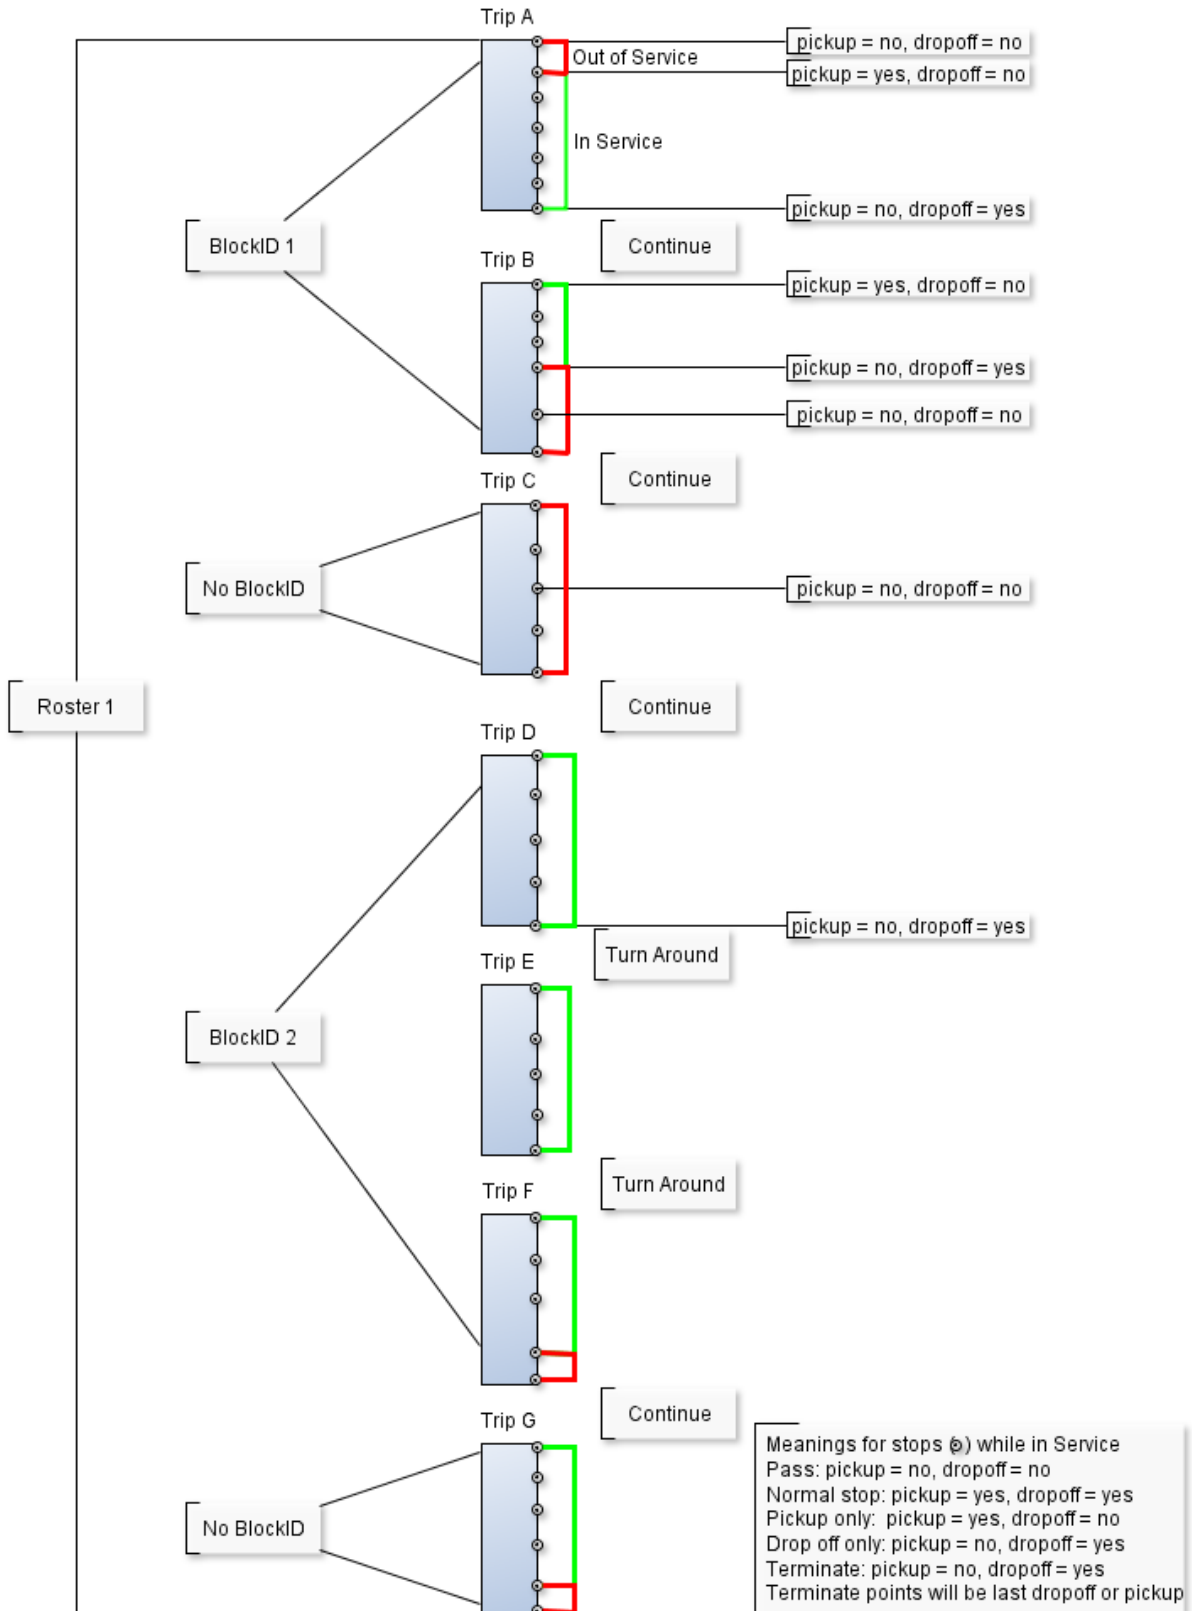 Trip A
pickup = no, dropoff = no
Out of Service
pickup = yes, dropoff = no
In Service
pickup = no, dropoff = yes
BlockID 1
Continue
Trip B
pickup = yes, dropoff = no
pickup = no, dropoff = yes
pickup = no, dropoff = no
Continue
Trip C
No BlockID
pickup = no, dropoff = no
Roster 1
Continue
Trip D
pickup = no, dropoff = yes
Turn Around
Trip E
BlockID 2
Turn Around
Trip F
Continue
Trip G
No BlockID
Meanings for stops (o) while in Service
Pass: pickup = no, dropoff = no
Normal stop: pickup = yes, dropoff = yes
Pickup only: pickup = yes, dropoff = no
Drop off only: pickup = no, dropoff = yes
Terminate: pickup = no, dropoff = yes
Terminate points will be last dropoff or pickup